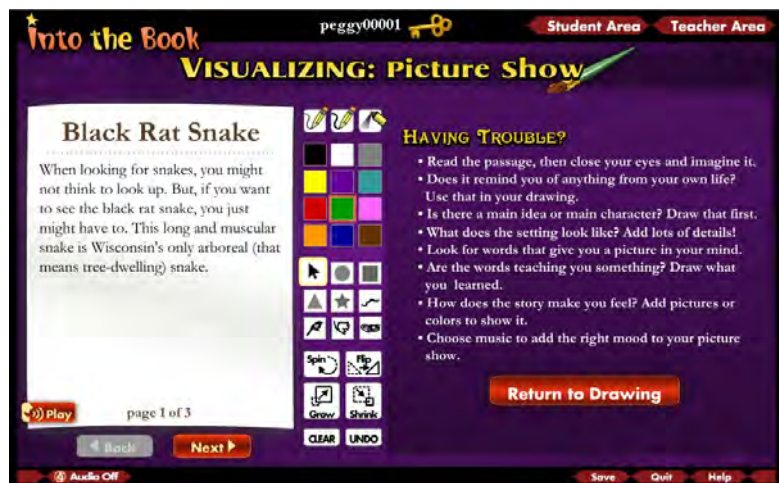 Into the Book
peggy00001
Student Area
Teacher Area
VISUALIZING: Picture Show
Black Rat Snake
When looking for snakes, you might
not think to look up. But, if you want
to see the black rat snake, you just
might have to. This long and muscular
snake is Wisconsin's only arboreal (that
means tree-dwelling) snake.
Play
page 1 of 3
Back
Next
Spin
Flip
Grow
Shrink
CLEAR
UNDO
HAVING TROUBLE?
• Read the passage, then close your eyes and imagine it.
• Does it remind you of anything from your own life?
Use that in your drawing.
• Is there a main idea or main character? Draw that first.
• What does the setting look like? Add lots of details!
• Look for words that give you a picture in your mind.
• Are the words teaching you something? Draw what
you learned.
• How does the story make you feel? Add pictures or
colors to show it.
• Choose music to add the right mood to your picture
show.
Return to Drawing
Audio Off
Save
Quit
Help